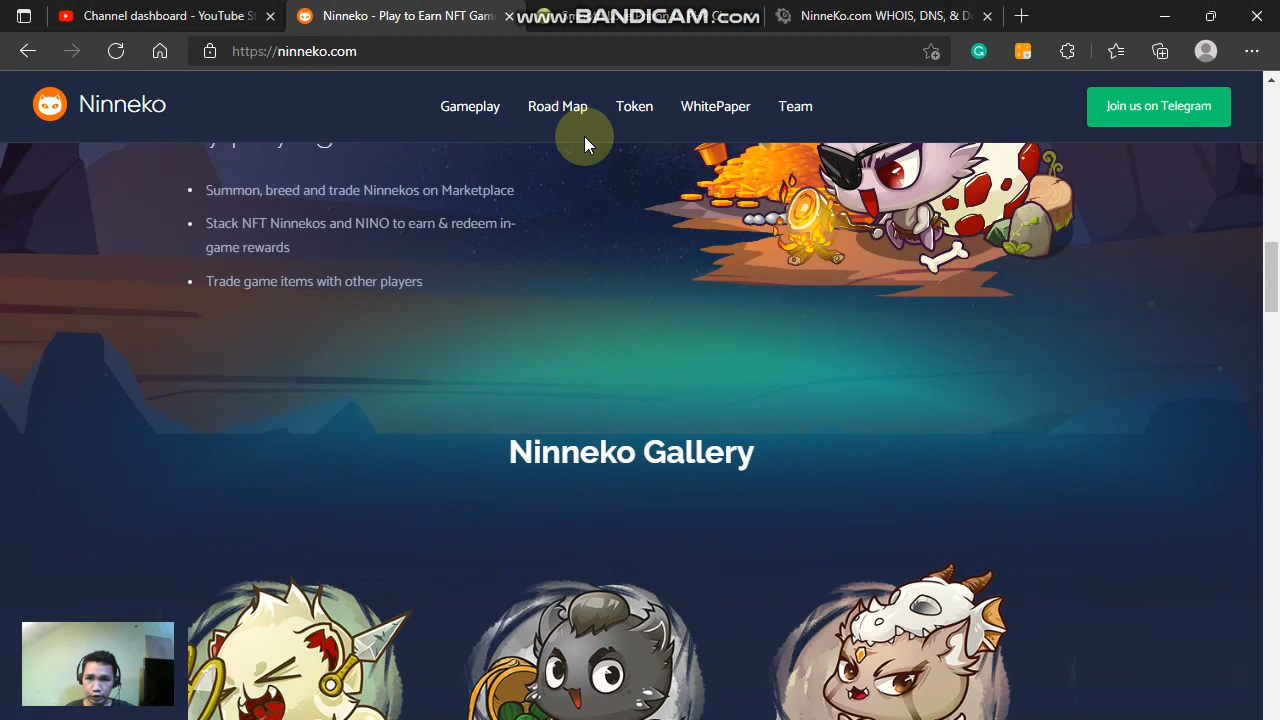 Channel dashboard - YouTube St
Ninneko - Play to Earn NFT Gam
www.BANDICAM.com
NinneKo.com WHOIS, DNS, & Do
https://ninneko.com
Ninneko
Gameplay
Road Map
Token
WhitePaper
Team
Join us on Telegram
Summon, breed and trade Ninnekos on Marketplace
Stack NFT Ninnekos and NINO to earn & redeem in-
game rewards
Trade game items with other players
Ninneko Gallery